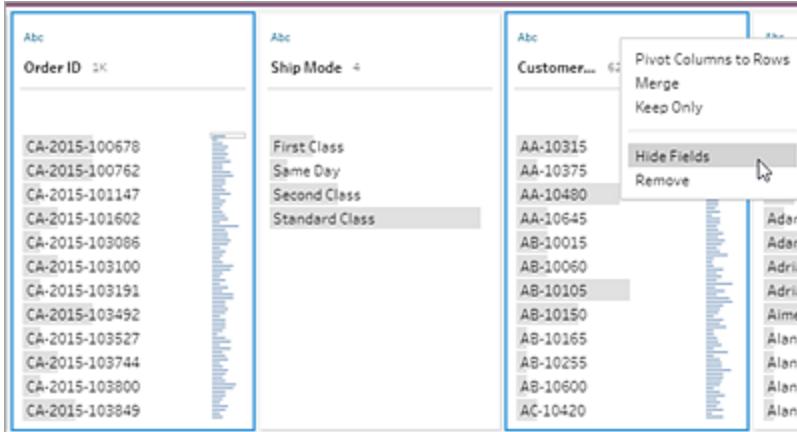 Abc
Order ID 1K
CA-2015-100678
CA-2015-100762
CA-2015-101147
CA-2015-101602
CA-2015-103086
CA-2015-103100
CA-2015-103191
CA-2015-103492
CA-2015-103527
CA-2015-103744
CA-2015-103800
CA-2015-103849
Abc
Ship Mode 4
First Class
Same Day
Second Class
Standard Class
Abc
Customer...
AA-10315
AA-10375
AA-10480
AA-10645
AB-10015
AB-10060
AB-10105
AB-10150
AB-10165
AB-10255
AB-10600
AC-10420
Pivot Columns to Rows
Merge
Keep Only
Hide Fields
Remove